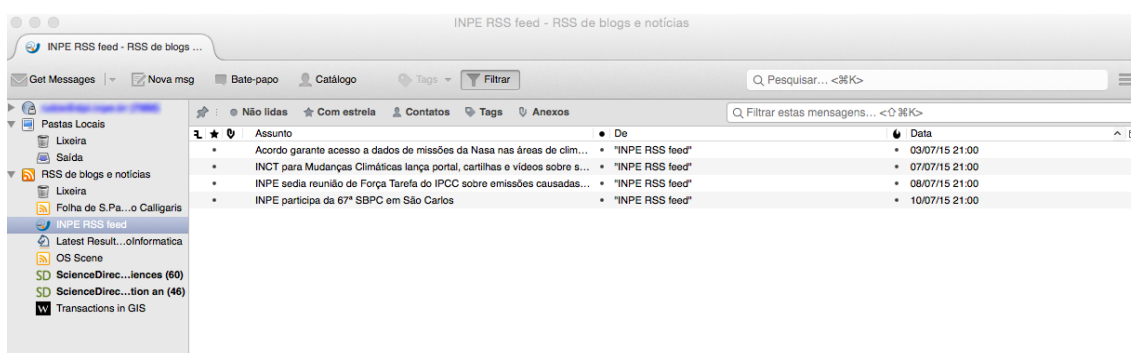 INPE RSS feed - RSS de blogs e notícias
INPE RSS feed - RSS de blogs ...
Get Messages Nova msg Bate-papo Catálogo Tags Filtrar Q Pesquisar... <⌘K>
Não lidas Com estrela Contatos Tags Anexos Filtrar estas mensagens... <⇧⌘K>
Pastas Locais
Lixeira
Saída
RSS de blogs e notícias
Lixeira
Folha de S.Pa...o Calligaris
INPE RSS feed
Latest Result...oInformatica
OS Scene
SD ScienceDirec...iences (60)
SD ScienceDirec...tion an (46)
W Transactions in GIS
Assunto De Data
Acordo garante acesso a dados de missões da Nasa nas áreas de clim... "INPE RSS feed" 03/07/15 21:00
INCT para Mudanças Climáticas lança portal, cartilhas e vídeos sobre s... "INPE RSS feed" 07/07/15 21:00
INPE sedia reunião de Força Tarefa do IPCC sobre emissões causadas... "INPE RSS feed" 08/07/15 21:00
INPE participa da 67ª SBPC em São Carlos "INPE RSS feed" 10/07/15 21:00